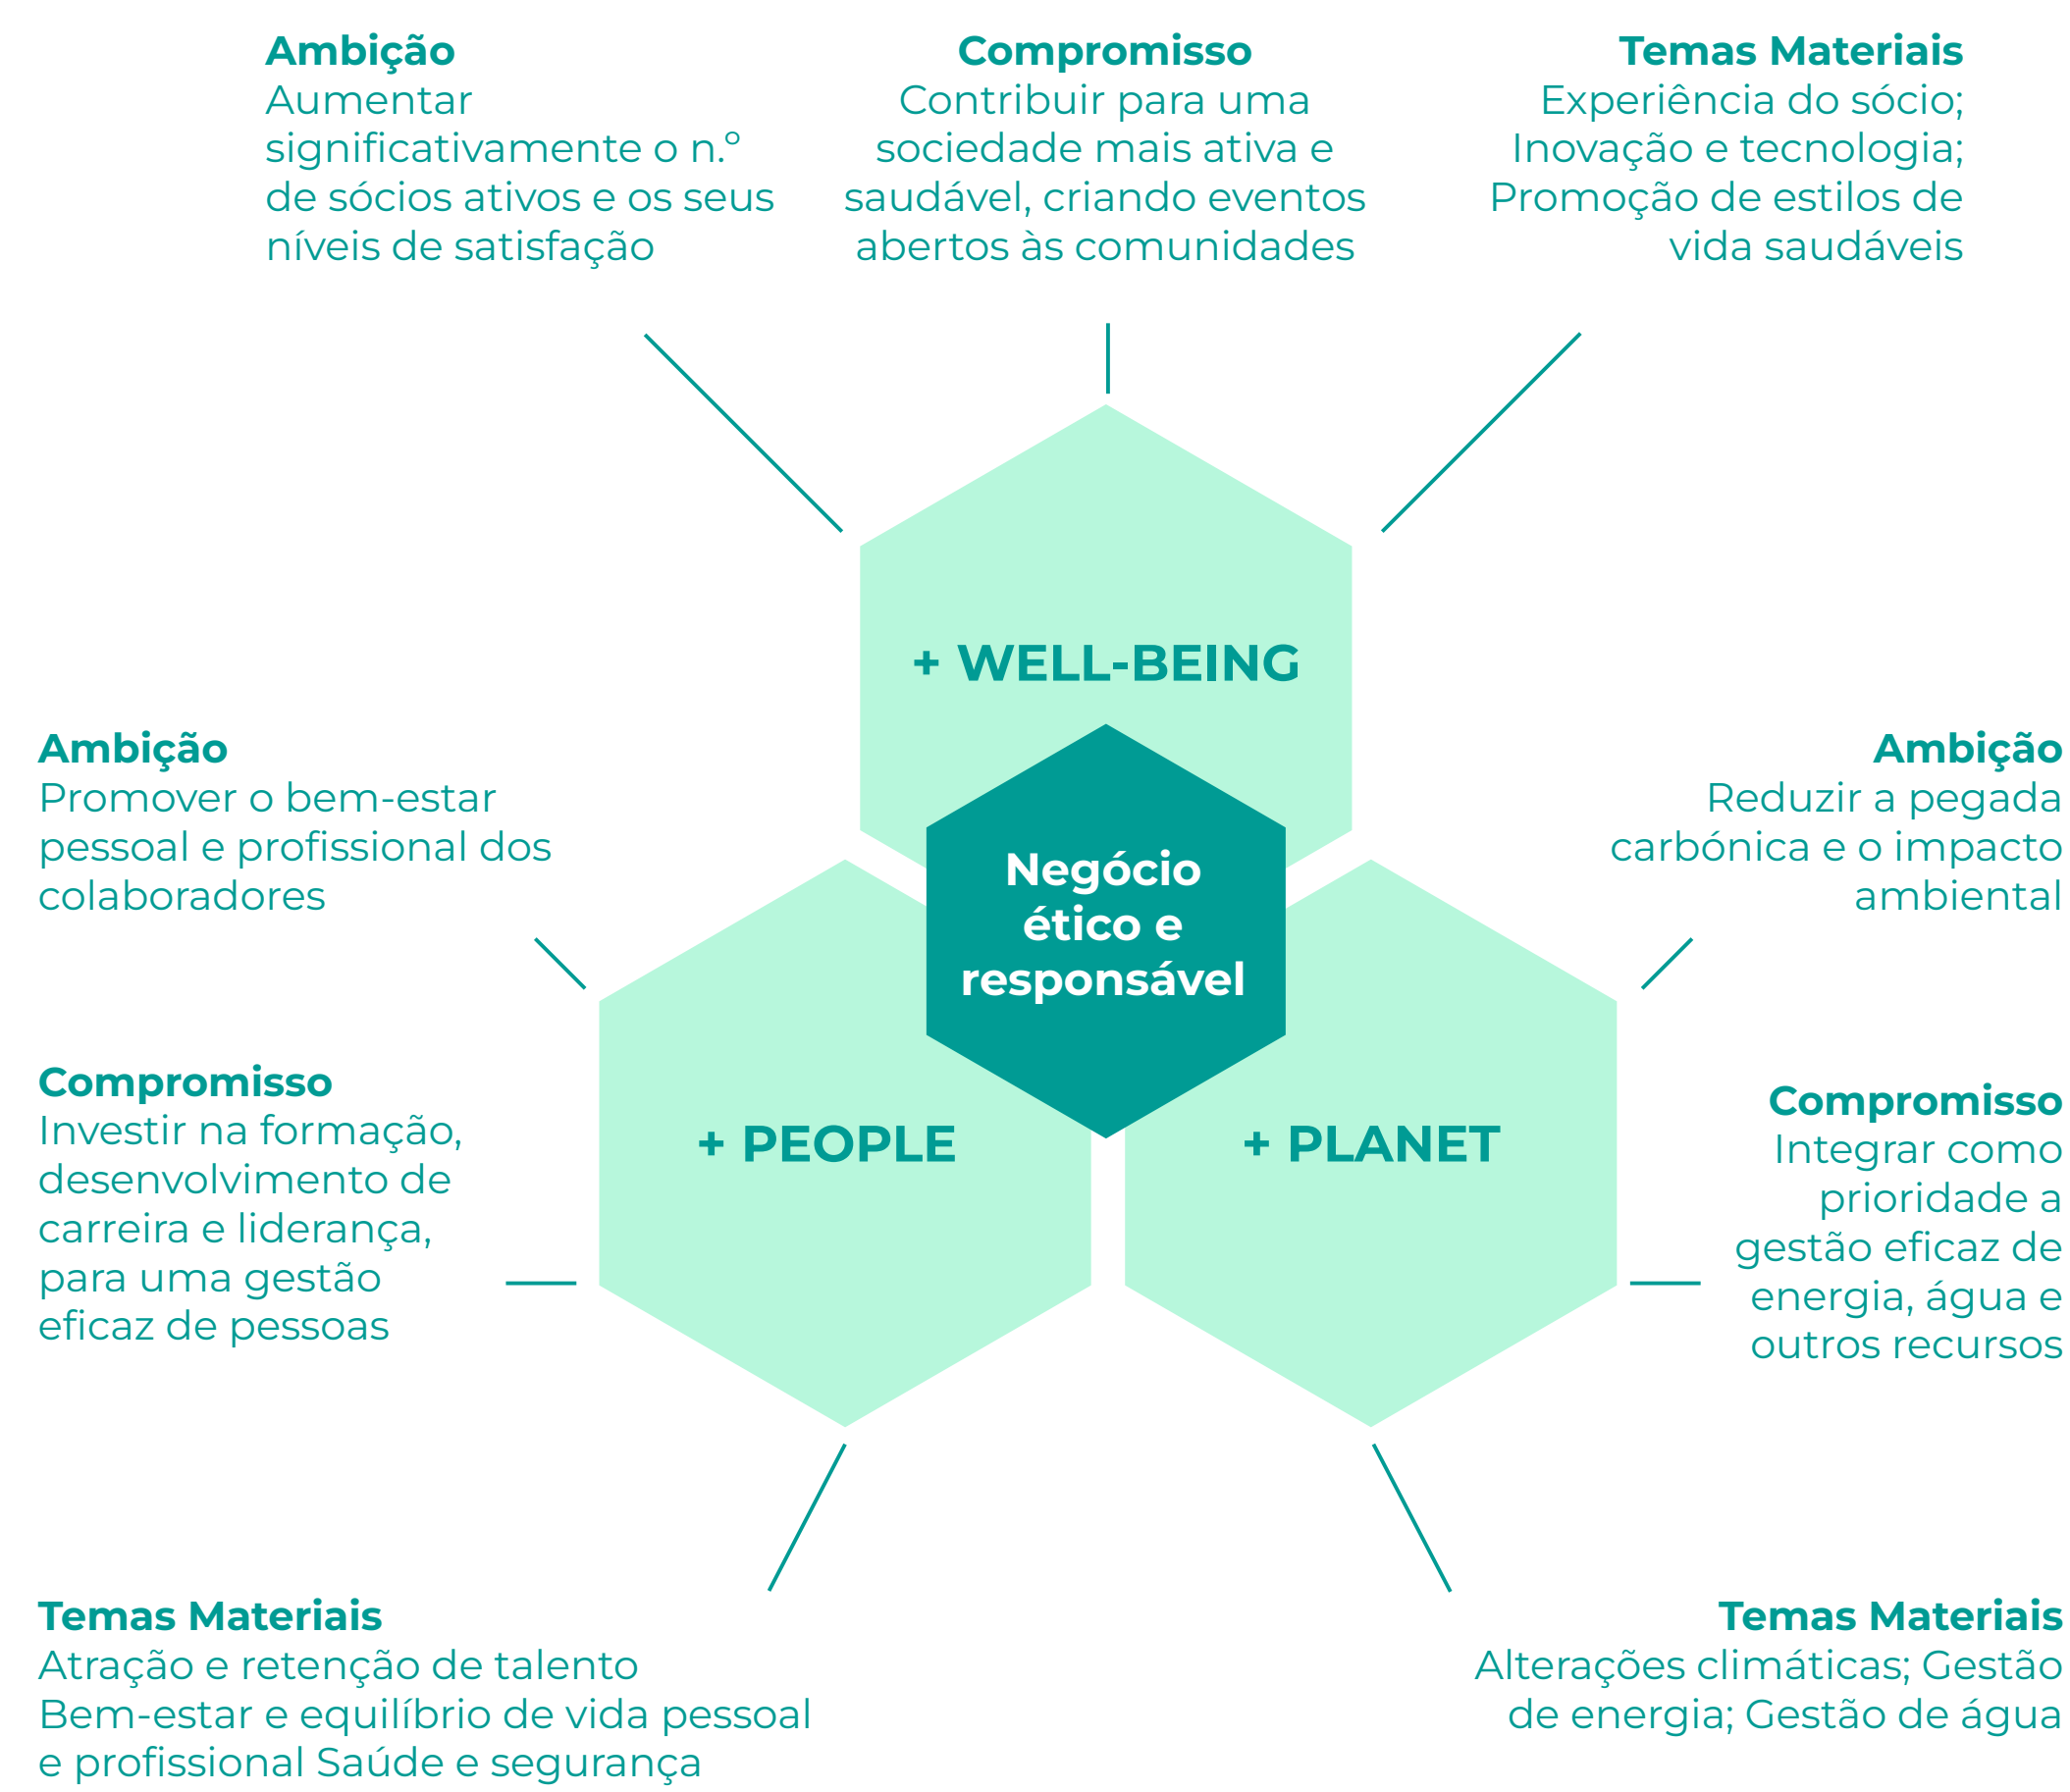 Ambição
Aumentar
significativamente o n.º
de sócios ativos e os seus
níveis de satisfação
Compromisso
Contribuir para uma
sociedade mais ativa e
saudável, criando eventos
abertos às comunidades
Temas Materiais
Experiência do sócio;
Inovação e tecnologia;
Promoção de estilos de
vida saudáveis
+ WELL-BEING
Negócio
ético e
responsável
Ambição
Promover o bem-estar
pessoal e profissional dos
colaboradores
Compromisso
Investir na formação,
desenvolvimento de
carreira e liderança,
para uma gestão
eficaz de pessoas
+ PEOPLE
Temas Materiais
Atração e retenção de talento
Bem-estar e equilíbrio de vida pessoal
e profissional Saúde e segurança
+ PLANET
Ambição
Reduzir a pegada
carbónica e o impacto
ambiental
Compromisso
Integrar como
prioridade a
gestão eficaz de
energia, água e
outros recursos
Temas Materiais
Alterações climáticas; Gestão
de energia; Gestão de água